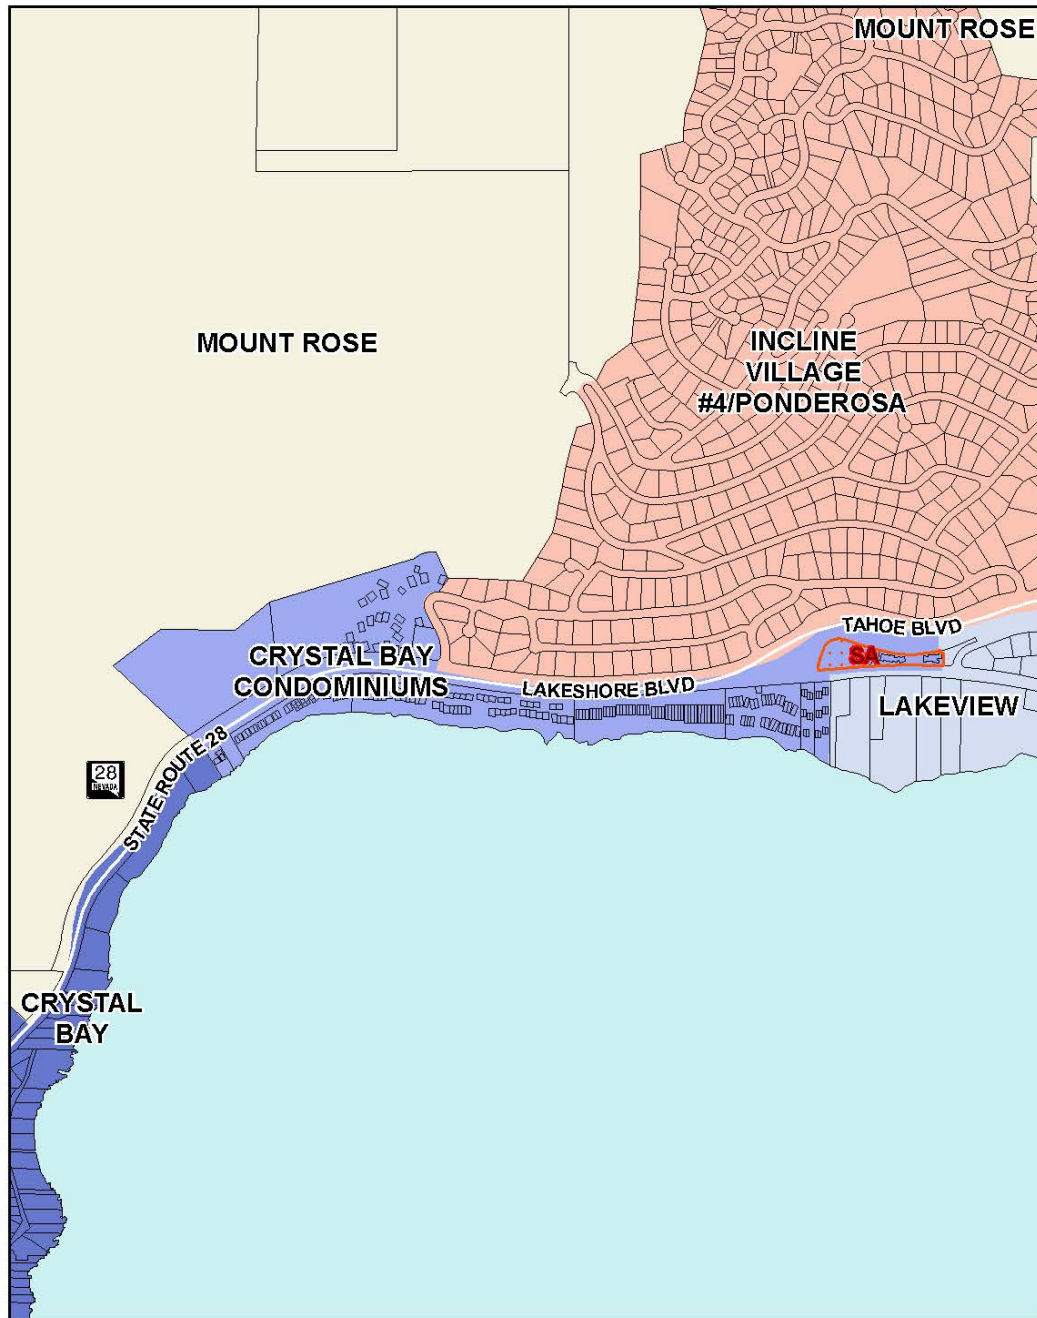 MOUNT ROSE
MOUNT ROSE
INCLINE
VILLAGE
#4/PONDEROSA
TAHOE BLVD
SA
CRYSTAL BAY
CONDOMINIUMS
LAKESHORE BLVD
LAKEVIEW
28
NEVADA
STATE ROUTE 28
CRYSTAL
BAY